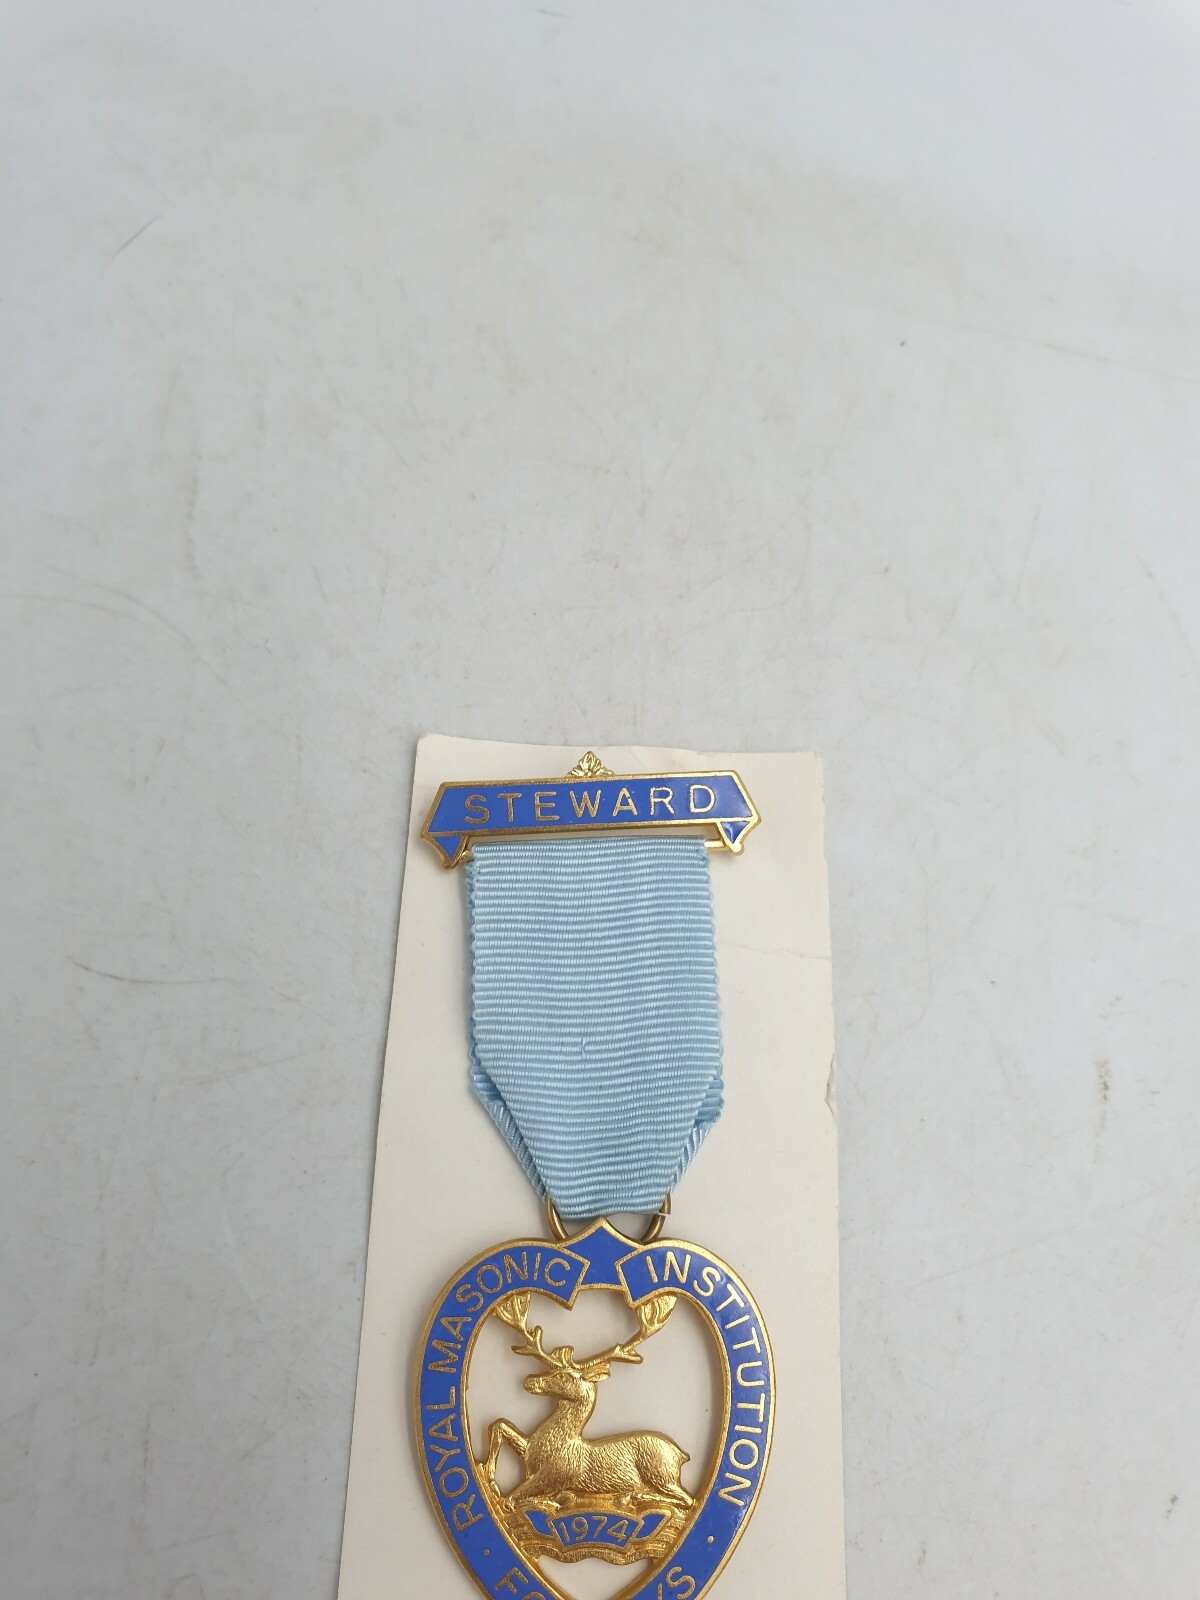 STEWARD
ROYAL MASONIC INSTITUTION
1974